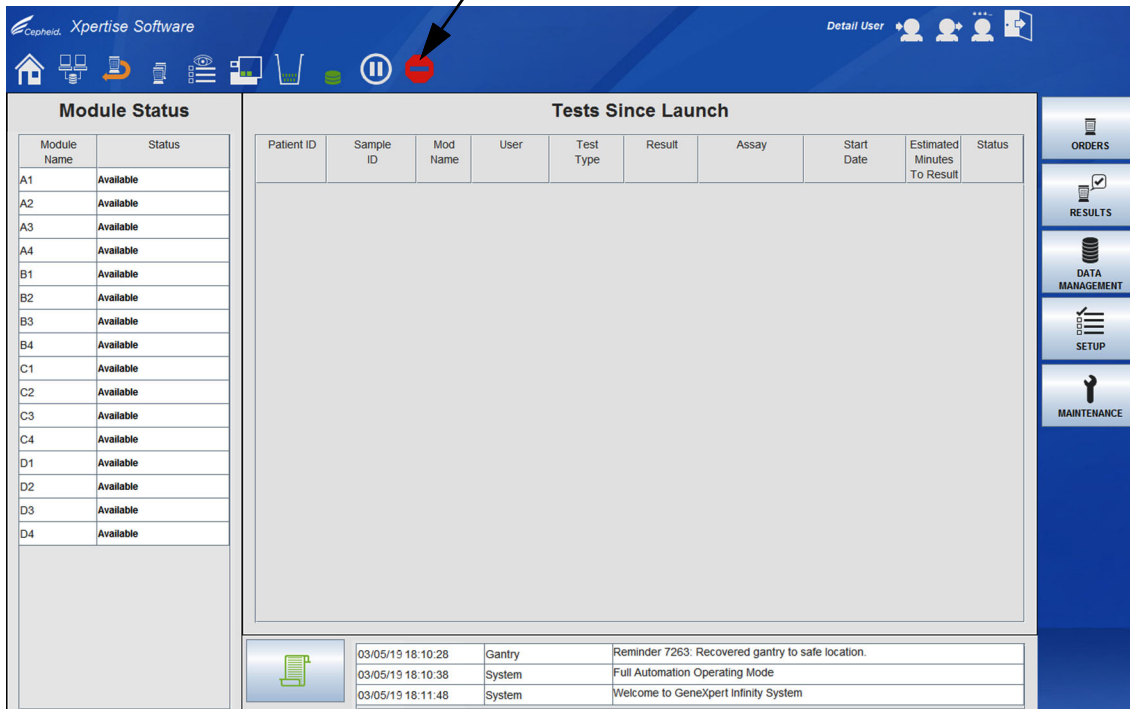 Cepheid. Xpertise Software
Detail User
Module Status
Module Name Status
A1 Available
A2 Available
A3 Available
A4 Available
B1 Available
B2 Available
B3 Available
B4 Available
C1 Available
C2 Available
C3 Available
C4 Available
D1 Available
D2 Available
D3 Available
D4 Available
Tests Since Launch
Patient ID Sample ID Mod Name User Test Type Result Assay Start Date Estimated Minutes To Result Status
03/05/19 18:10:28 Gantry Reminder 7263: Recovered gantry to safe location.
03/05/19 18:10:38 System Full Automation Operating Mode
03/05/19 18:11:48 System Welcome to GeneXpert Infinity System
ORDERS
RESULTS
DATA
MANAGEMENT
SETUP
MAINTENANCE